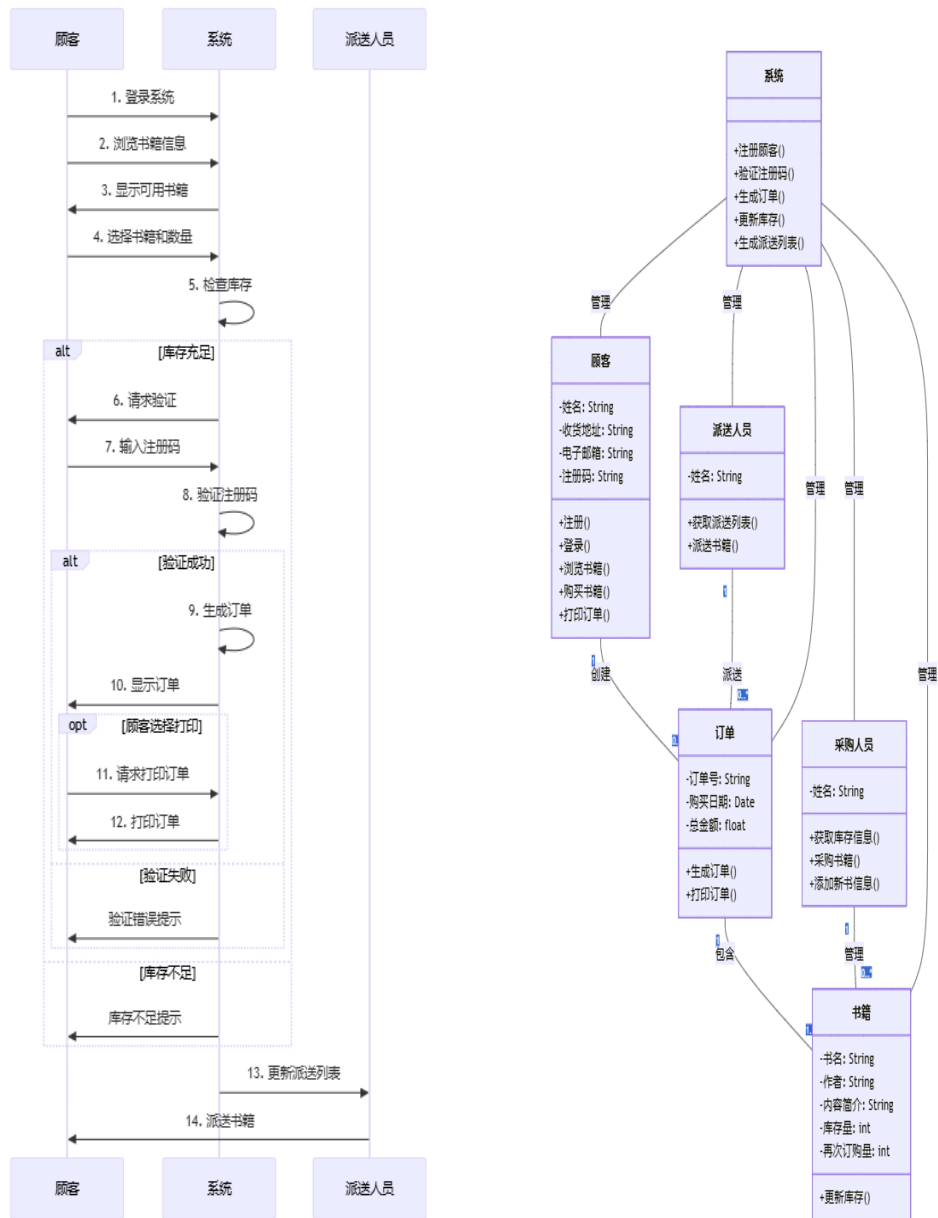 顾客
系统
派送人员
1. 登录系统
2. 浏览书籍信息
3. 显示可用书籍
4. 选择书籍和数量
5. 检查库存
alt
[库存充足]
6. 请求验证
7. 输入注册码
8. 验证注册码
alt
[验证成功]
9. 生成订单
10. 显示订单
opt
[顾客选择打印]
11. 请求打印订单
12. 打印订单
[验证失败]
验证错误提示
[库存不足]
库存不足提示
13. 更新派送列表
14. 派送书籍
顾客
系统
派送人员
系统
+注册顾客()
+验证注册码()
+生成订单()
+更新库存()
+生成派送列表()
管理
管理
管理
管理
管理
顾客
-姓名: String
-收货地址: String
-电子邮箱: String
-注册码: String
+注册()
+登录()
+浏览书籍()
+购买书籍()
+打印订单()
派送人员
-姓名: String
+获取派送列表()
+派送书籍()
1
创建
1
派送
0..*
订单
-订单号: String
-购买日期: Date
-总金额: float
+生成订单()
+打印订单()
采购人员
-姓名: String
+获取库存信息()
+采购书籍()
+添加新书信息()
1
包含
1
管理
0..*
书籍
-书名: String
-作者: String
-内容简介: String
-库存量: int
-再次订购量: int
+更新库存()